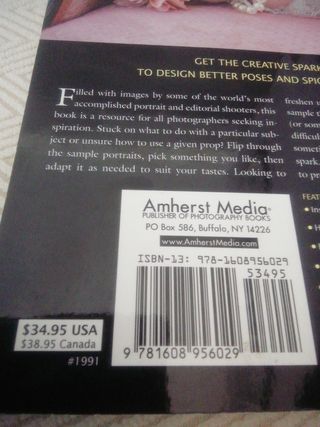 GET THE CREATIVE SPARK
TO DESIGN BETTER POSES AND
Filled with images by some of the world's most
accomplished portrait and editorial shooters, this
book is a resource for all photographers seeking in-
spiration. Stuck on what to do with a particular sub-
ject or unsure how to use a given prop? Flip through
the sample portraits, pick something you like, then
adapt it as needed to suit your tastes. Looking to
freshen
sample
(or som
difficul
someti
spark.
to pr
FEAT
Amherst Media®
PUBLISHER OF PHOTOGRAPHY BOOKS
PO Box 586, Buffalo, NY 14226
www.AmherstMedia.com
ISBN-13: 978-1608956029
53495
9 781608 956029
$34.95 USA
$38.95 Canada
#1991